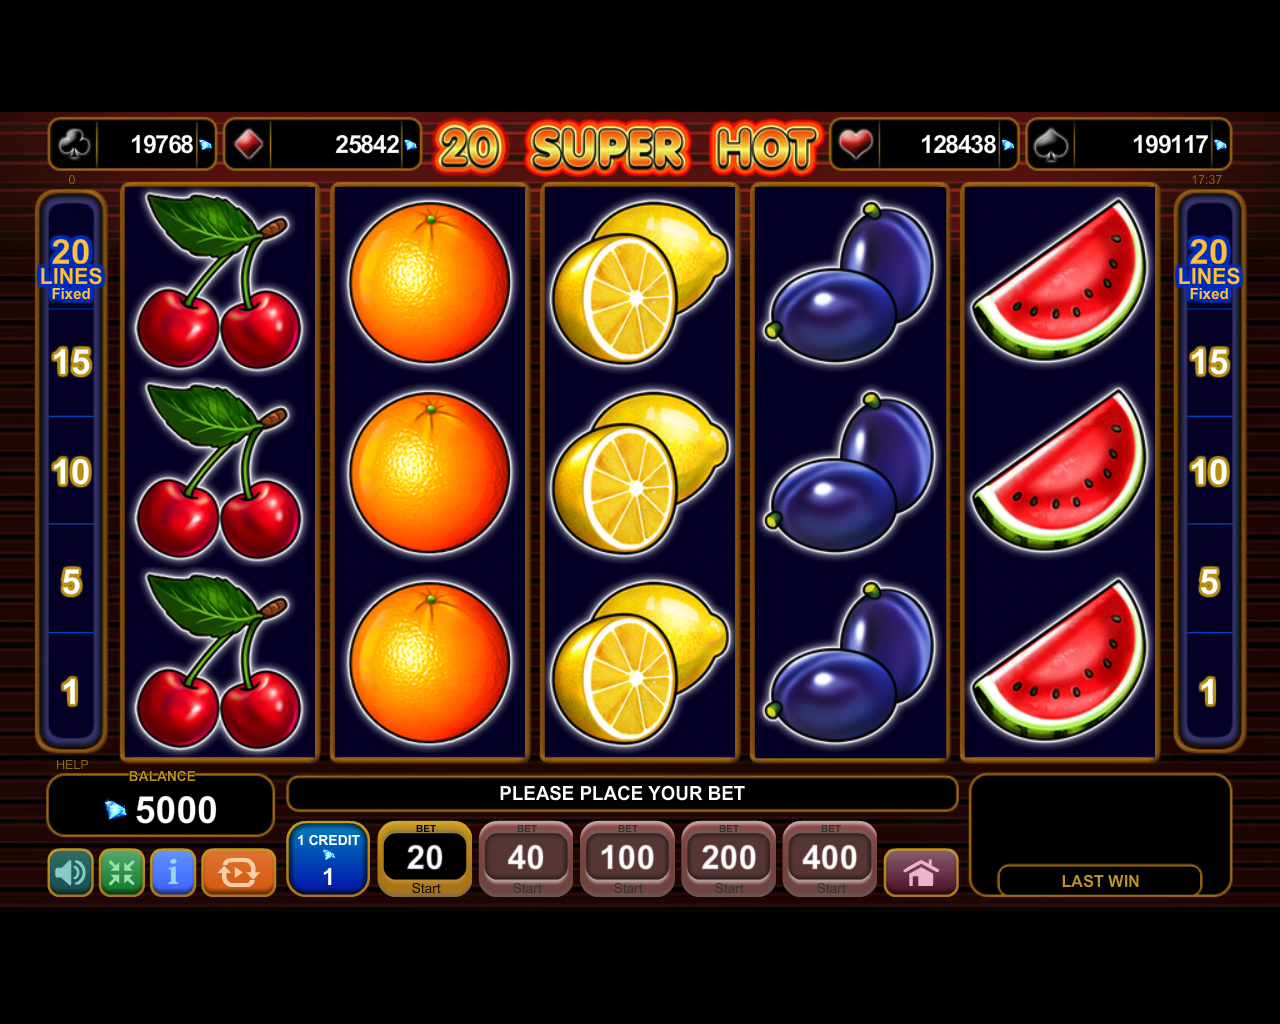 19768
25842
20 SUPER HOT
128438
199117
0
17:37
20
LINES
Fixed
15
10
5
1
20
LINES
Fixed
15
10
5
1
HELP
BALANCE
5000
PLEASE PLACE YOUR BET
1 CREDIT
1
BET
20
Start
BET
40
Start
BET
100
Start
BET
200
Start
BET
400
Start
i
LAST WIN